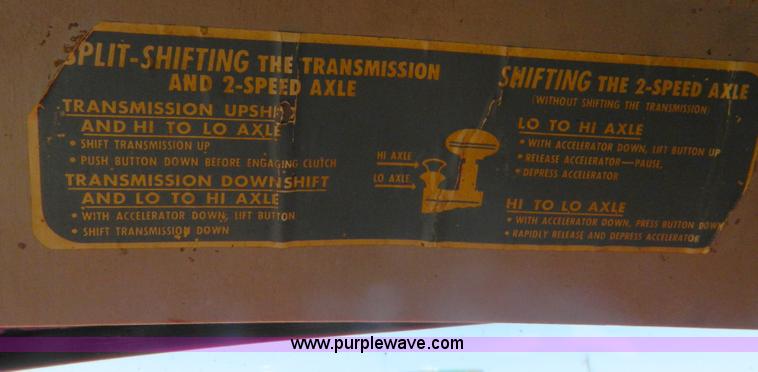 SPLIT-SHIFTING THE TRANSMISSION
AND 2-SPEED AXLE
TRANSMISSION UPSHI
AND HI TO LO AXLE
• SHIFT TRANSMISSION UP
• PUSH BUTTON DOWN BEFORE ENGAGING CLUTCH
TRANSMISSION DOWNSHIFT
AND LO TO HI AXLE
• WITH ACCELERATOR DOWN, LIFT BUTTON
• SHIFT TRANSMISSION DOWN
HI AXLE
LO AXLE
SHIFTING THE 2-SPEED AXLE
(WITHOUT SHIFTING THE TRANSMISSION)
LO TO HI AXLE
• WITH ACCELERATOR DOWN, LIFT BUTTON UP
• RELEASE ACCELERATOR—PAUSE,
• DEPRESS ACCELERATOR
HI TO LO AXLE
• WITH ACCELERATOR DOWN, PRESS BUTTON DOWN
• RAPIDLY RELEASE AND DEPRESS ACCELERATOR
www.purplewave.com